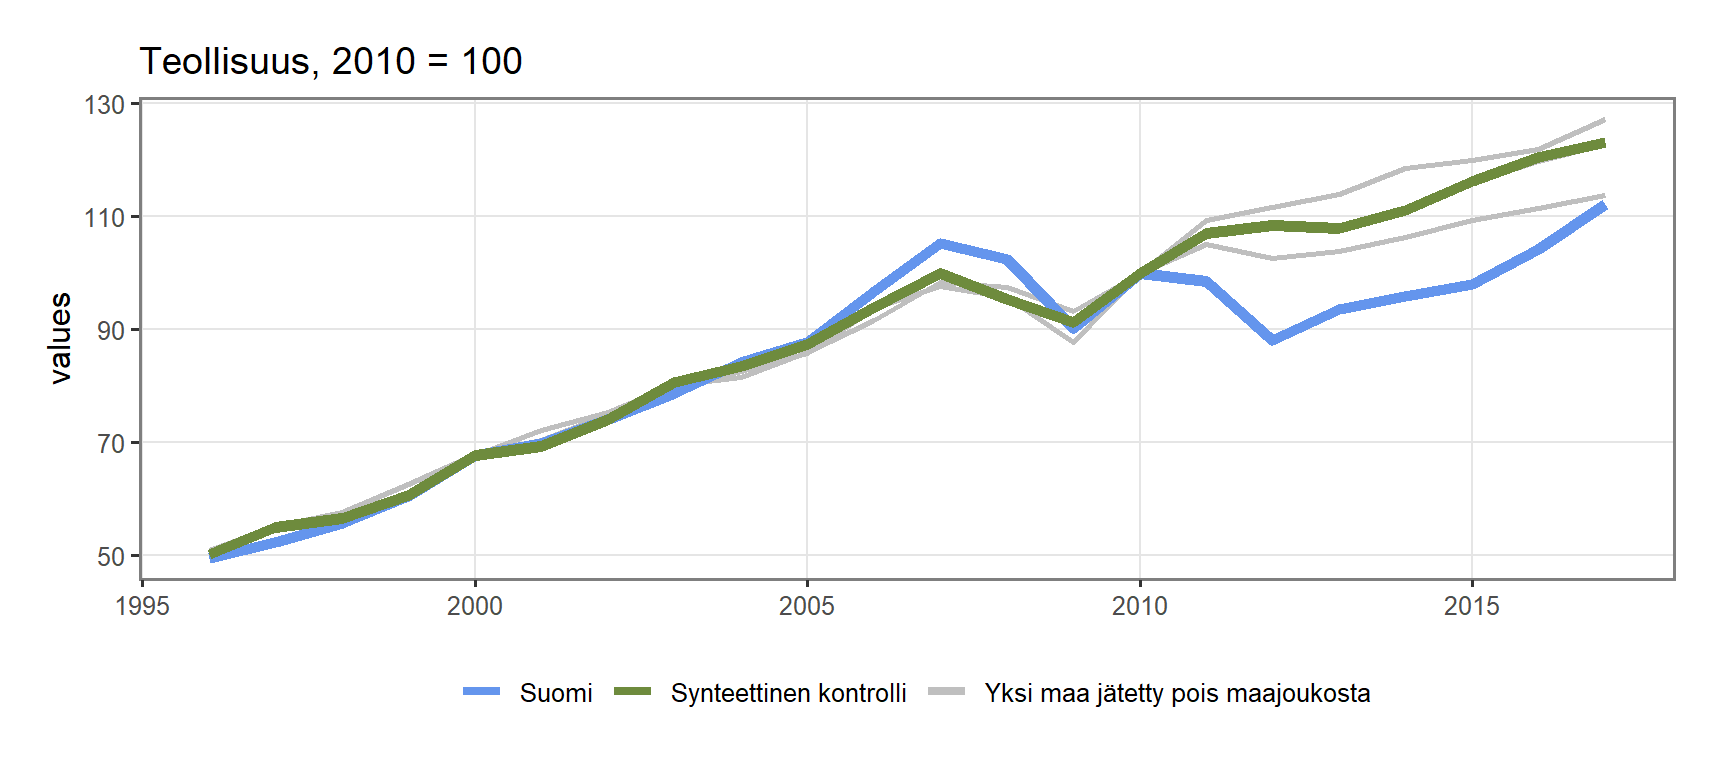 Teollisuus, 2010 = 100
values
130
110
90
70
50
1995 2000 2005 2010 2015
Suomi Synteettinen kontrolli Yksi maa jätetty pois maajoukosta